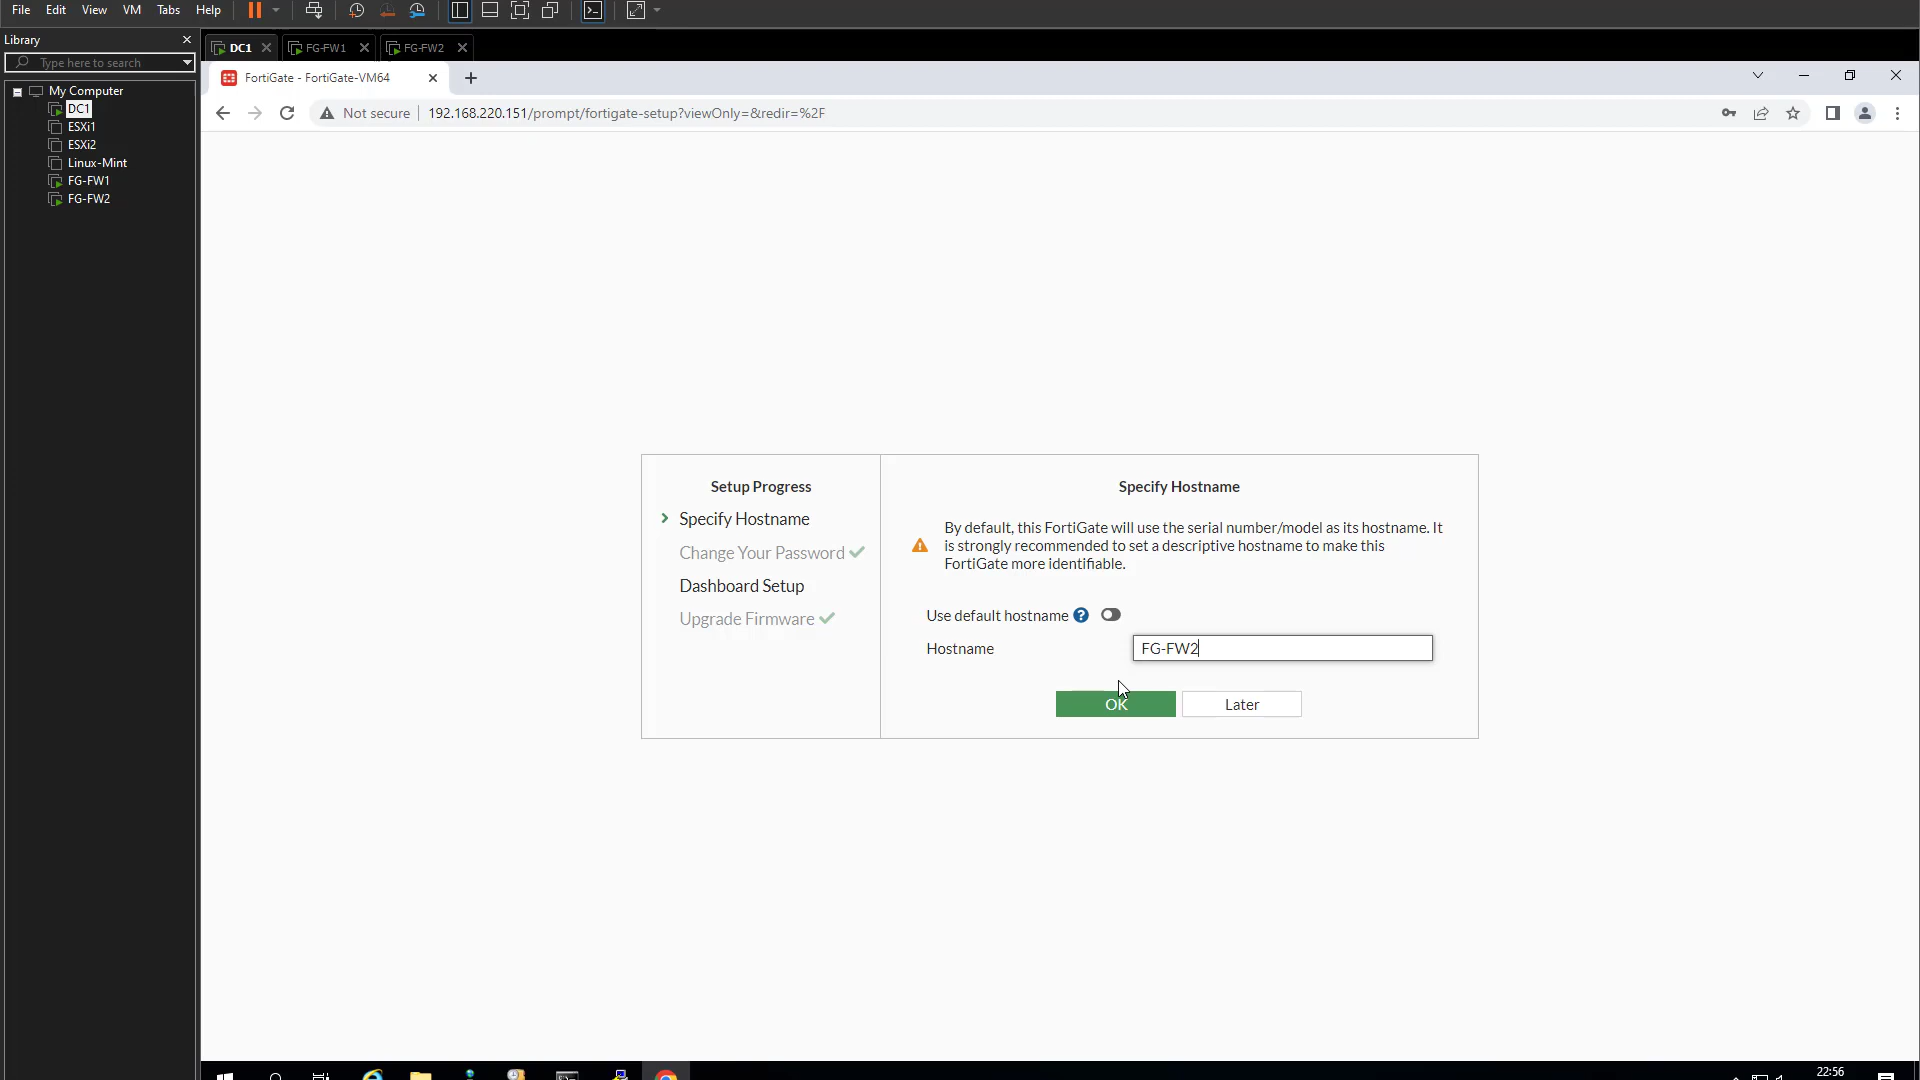 File Edit View VM Tabs Help
Library
Type here to search
My Computer
DC1
ESXi1
ESXi2
Linux-Mint
FG-FW1
FG-FW2
DC1 FG-FW1 FG-FW2
FortiGate - FortiGate-VM64
Not secure 192.168.220.151/prompt/fortigate-setup?viewOnly=&redir=%2F
Setup Progress
Specify Hostname
Change Your Password
Dashboard Setup
Upgrade Firmware
Specify Hostname
By default, this FortiGate will use the serial number/model as its hostname. It
is strongly recommended to set a descriptive hostname to make this
FortiGate more identifiable.
Use default hostname
Hostname FG-FW2
OK Later
22:56